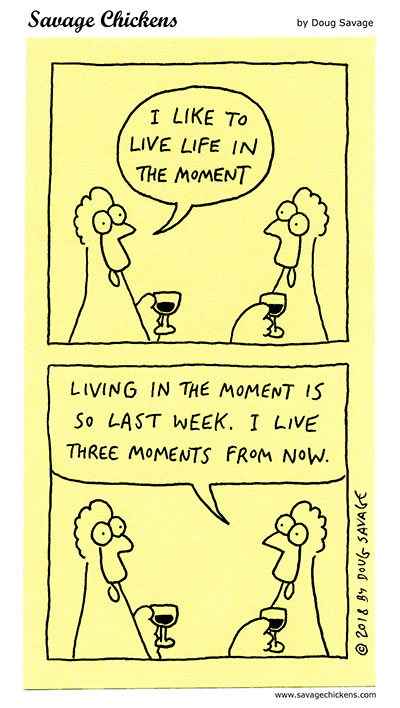 Savage Chickens
by Doug Savage
I LIKE TO
LIVE LIFE IN
THE MOMENT
LIVING IN THE MOMENT IS
SO LAST WEEK. I LIVE
THREE MOMENTS FROM NOW.
© 2018 BY DOUG SAVAGE
www.savagechickens.com